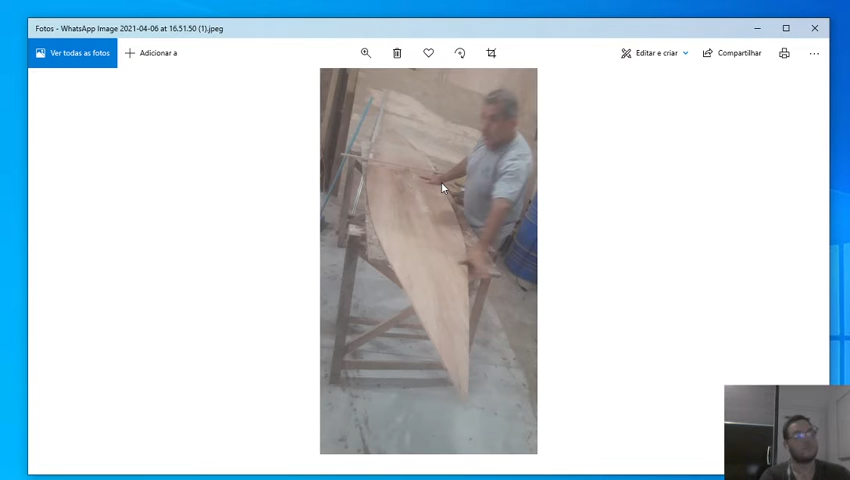 Fotos - WhatsApp Image 2021-04-06 at 16.51.50 (1).jpeg
Ver todas as fotos
Adicionar a
Editar e criar
Compartilhar